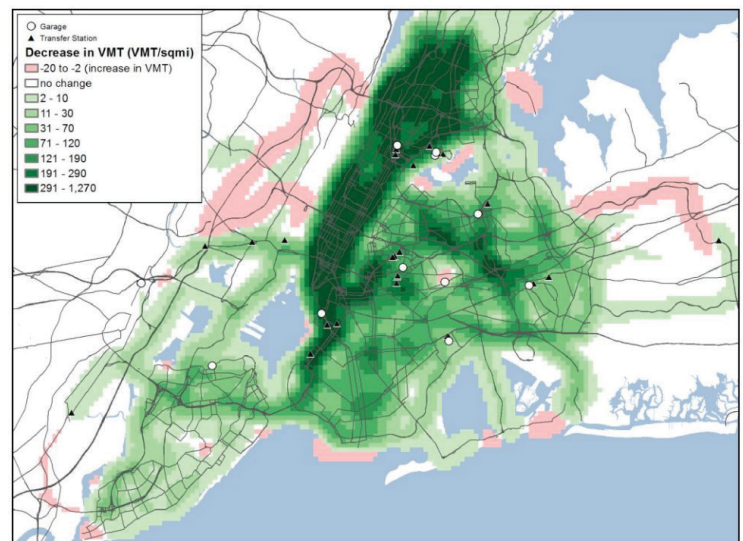 Garage
Transfer Station
Decrease in VMT (VMT/sqmi)
-20 to -2 (increase in VMT)
no change
2 - 10
11 - 30
31 - 70
71 - 120
121 - 190
191 - 290
291 - 1,270